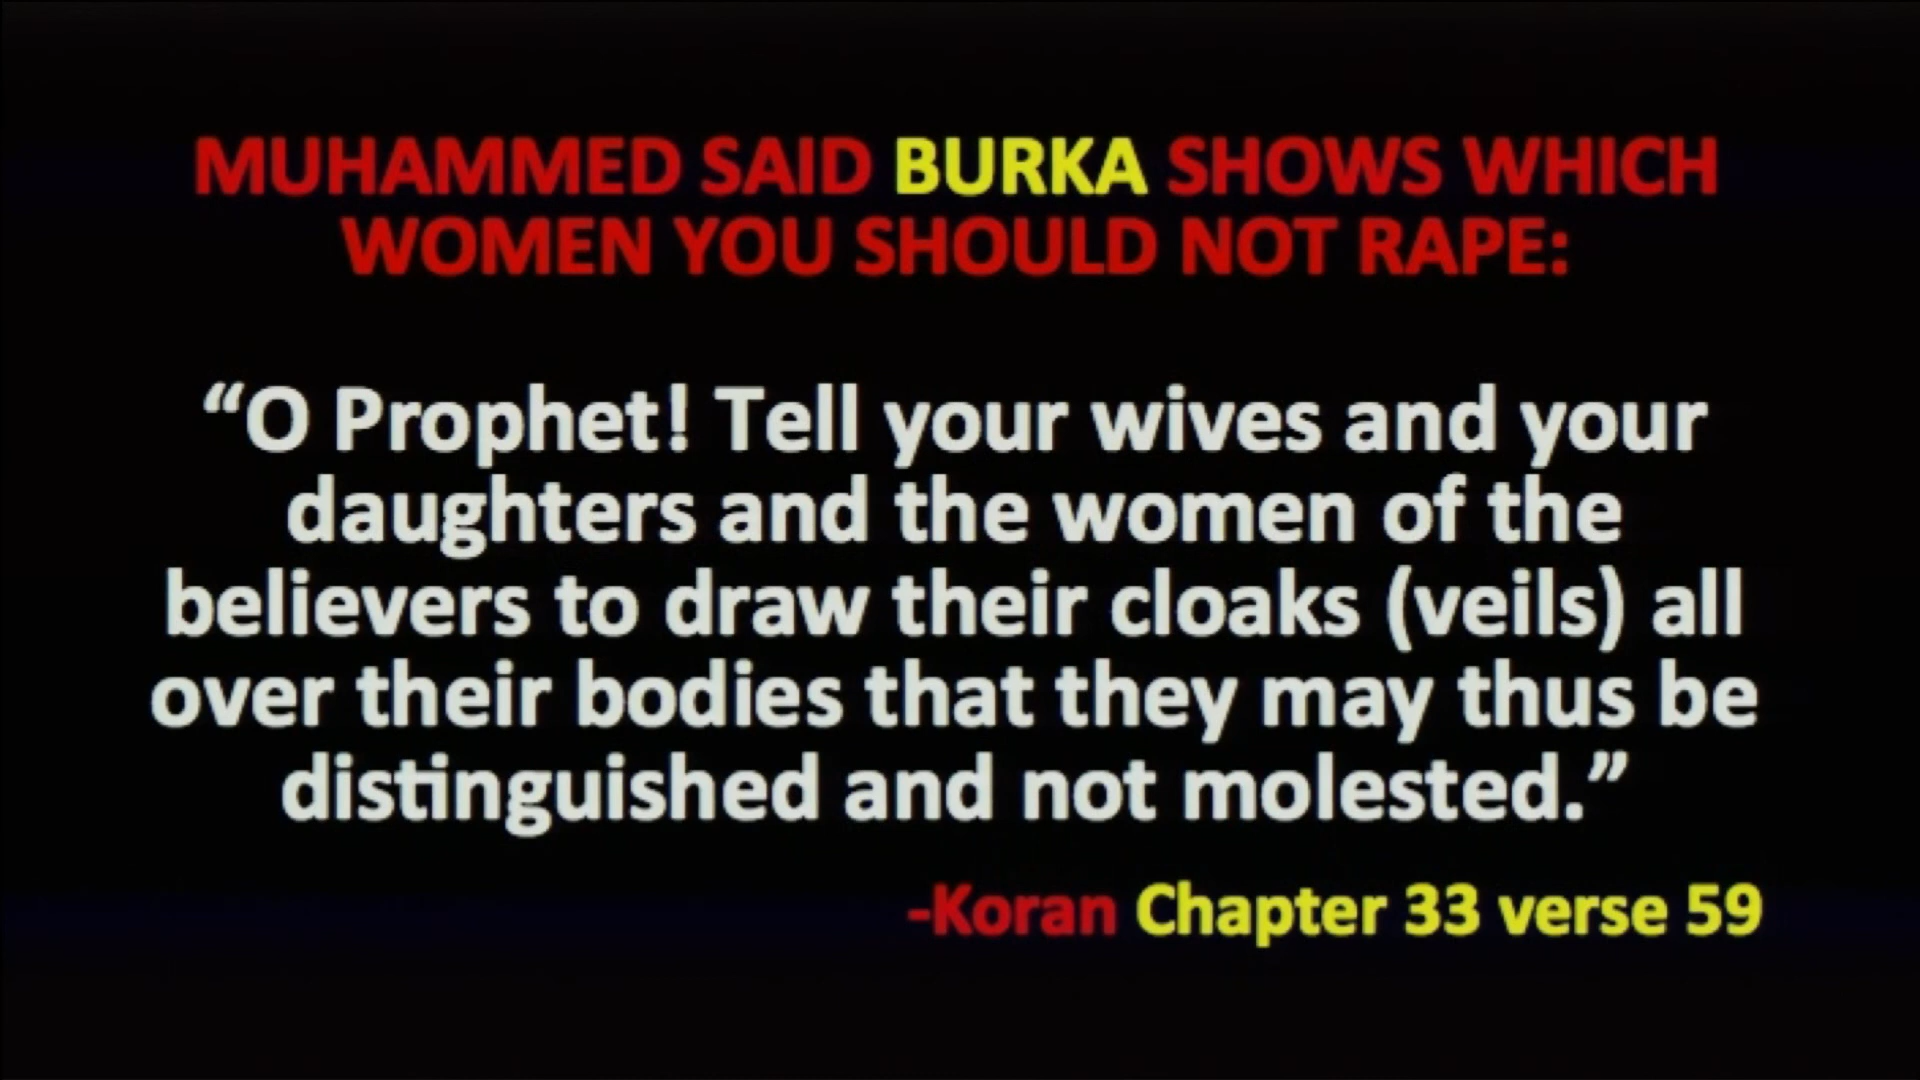 MUHAMMED SAID BURKA SHOWS WHICH
WOMEN YOU SHOULD NOT RAPE:
“O Prophet! Tell your wives and your
daughters and the women of the
believers to draw their cloaks (veils) all
over their bodies that they may thus be
distinguished and not molested.”
-Koran Chapter 33 verse 59